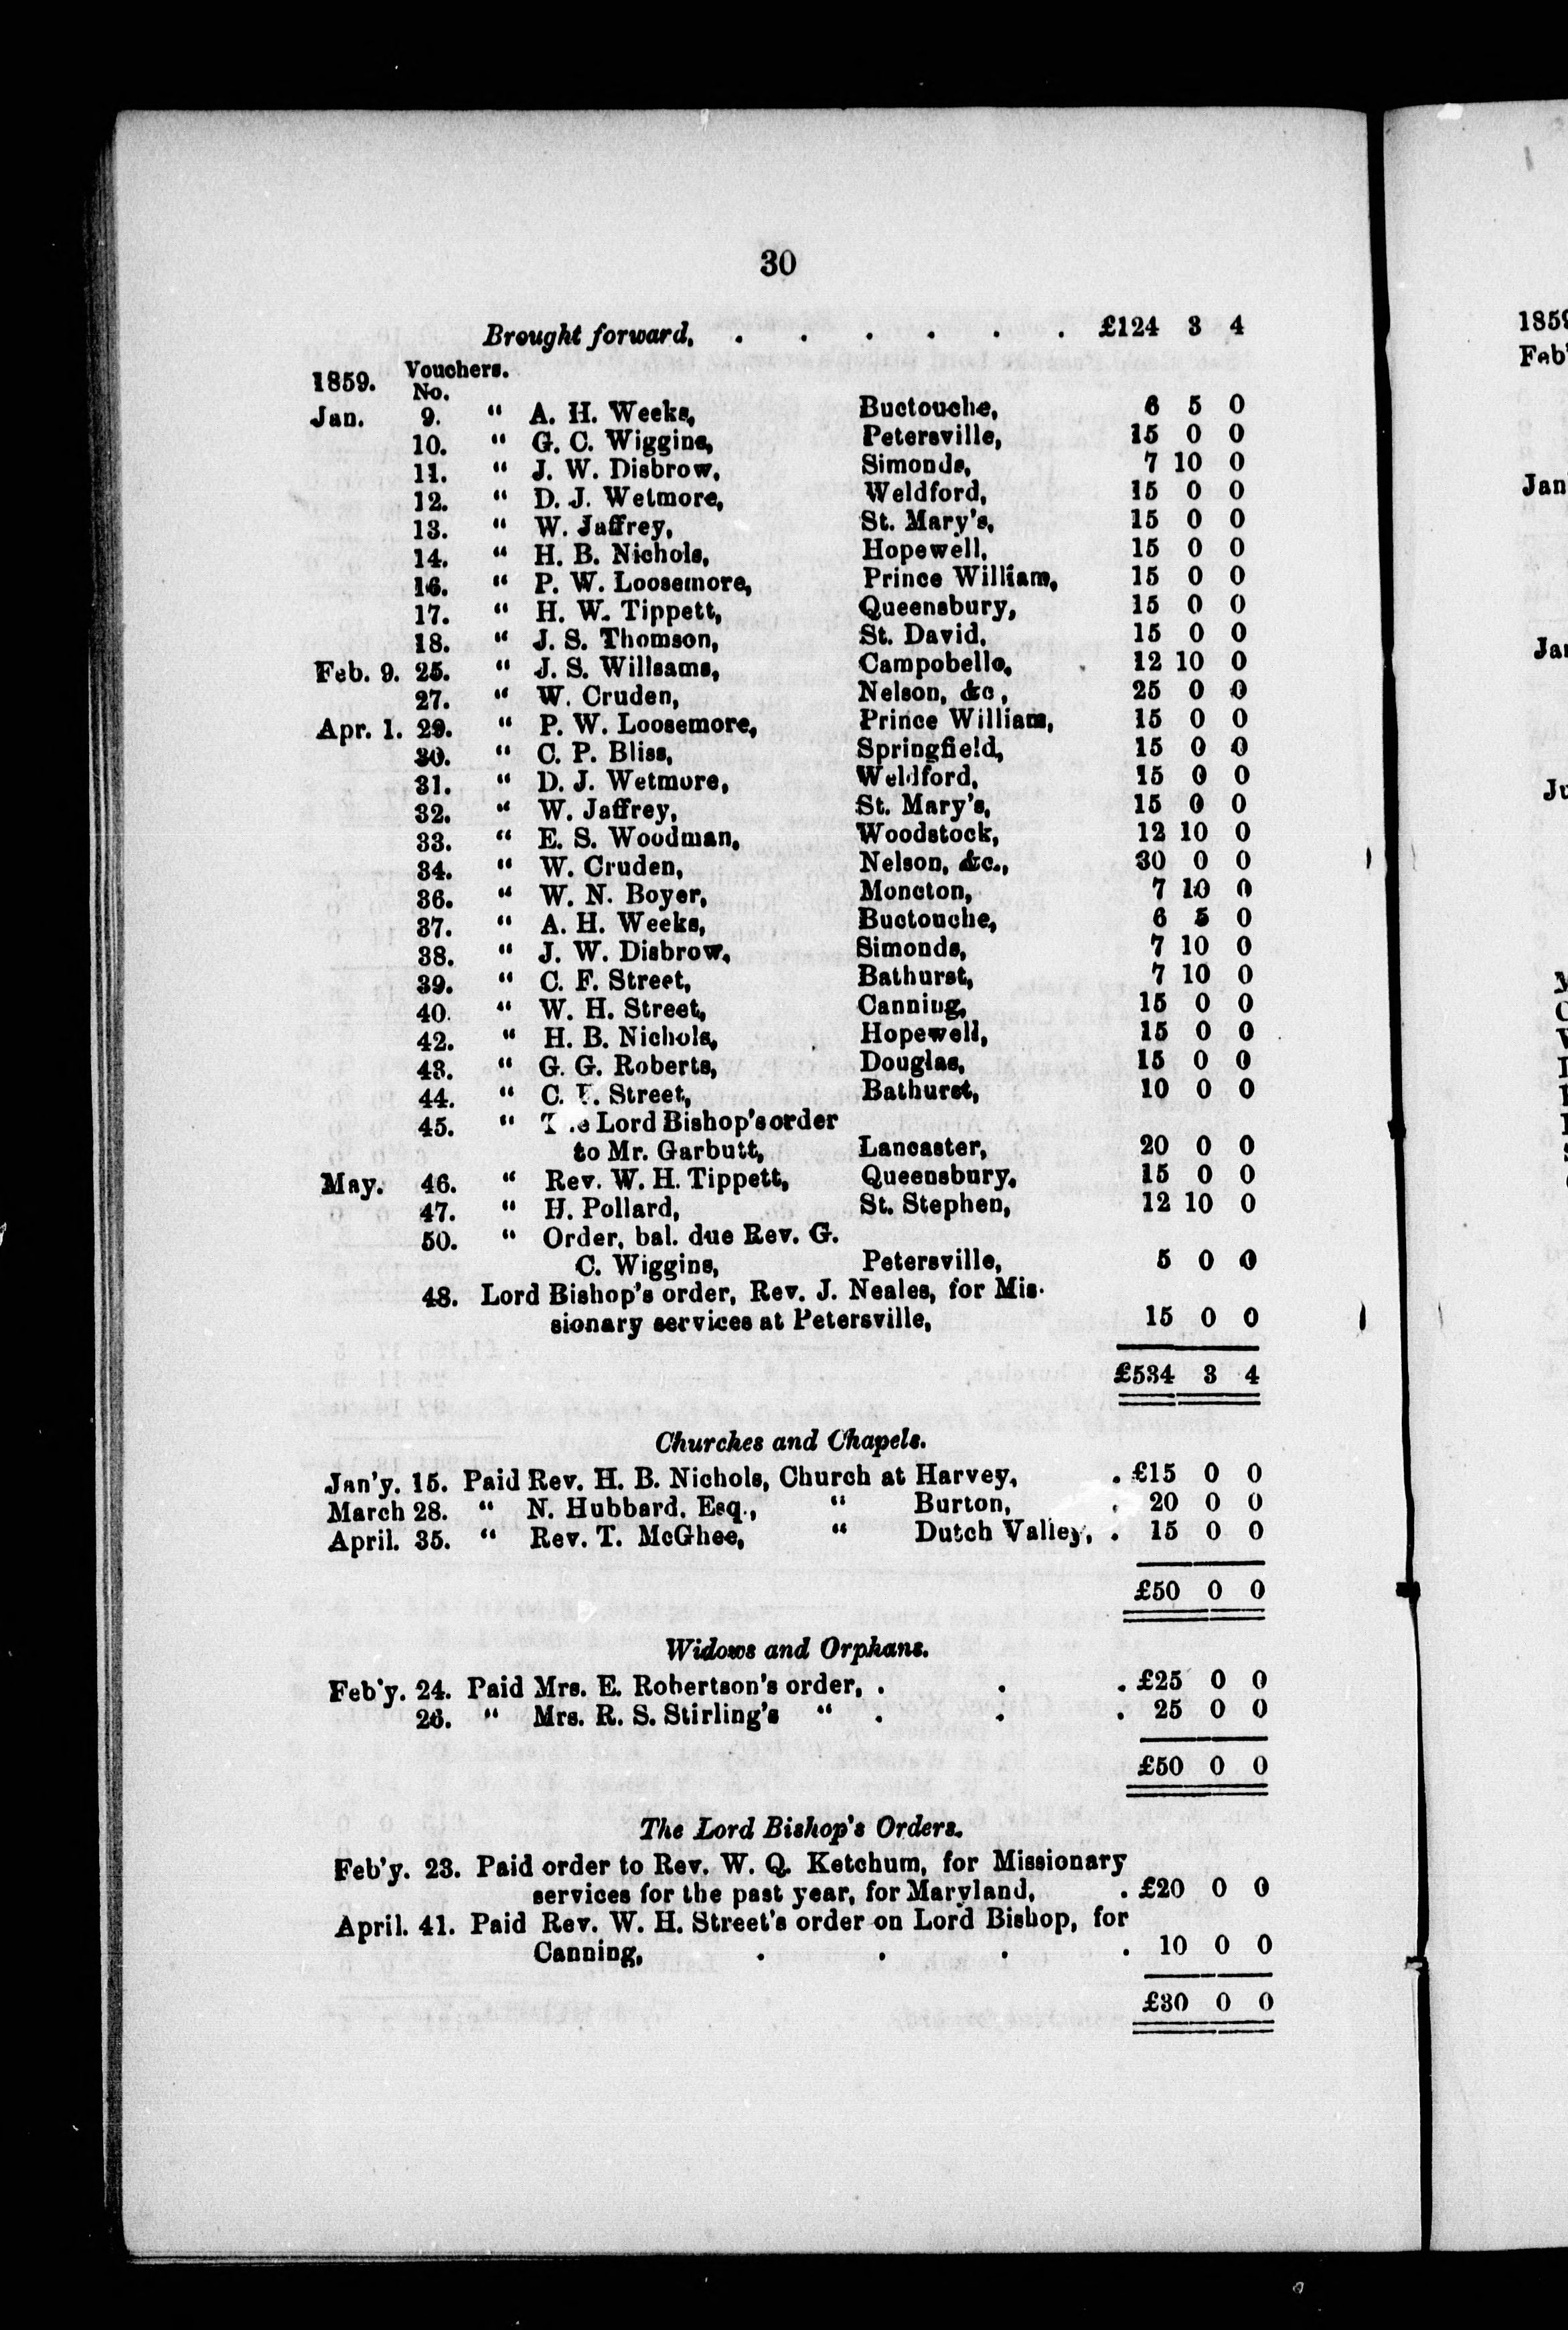 30
Brought forward, . . . . . . £124 3 4
1859. Vouchers.
No.
Jan. 9. " A. H. Weeks, Buctouche, 6 5 0
10. " G. C. Wiggins, Petersville, 15 0 0
11. " J. W. Disbrow, Simonds, 7 10 0
12. " D. J. Wetmore, Weldford, 15 0 0
13. " W. Jaffrey, St. Mary's, 15 0 0
14. " H. B. Nichols, Hopewell, 15 0 0
16. " P. W. Loosemore, Prince William, 15 0 0
17. " H. W. Tippett, Queensbury, 15 0 0
18. " J. S. Thomson, St. David, 15 0 0
Feb. 9. 25. " J. S. Willsams, Campobello, 12 10 0
27. " W. Cruden, Nelson, &c, 25 0 0
Apr. 1. 29. " P. W. Loosemore, Prince William, 15 0 0
30. " C. P. Bliss, Springfield, 15 0 0
31. " D. J. Wetmore, Weldford, 15 0 0
32. " W. Jaffrey, St. Mary's, 15 0 0
33. " E. S. Woodman, Woodstock, 12 10 0
34. " W. Cruden, Nelson, &c., 30 0 0
36. " W. N. Boyer, Moncton, 7 10 0
37. " A. H. Weeks, Buctouche, 6 5 0
38. " J. W. Disbrow, Simonds, 7 10 0
39. " C. F. Street, Bathurst, 7 10 0
40. " W. H. Street, Canning, 15 0 0
42. " H. B. Nichols, Hopewell, 15 0 0
43. " G. G. Roberts, Douglas, 15 0 0
44. " C. F. Street, Bathurst, 10 0 0
45. " The Lord Bishop's order
to Mr. Garbutt, Lancaster, 20 0 0
May. 46. " Rev. W. H. Tippett, Queensbury, 15 0 0
47. " H. Pollard, St. Stephen, 12 10 0
50. " Order, bal. due Rev. G.
C. Wiggins, Petersville, 5 0 0
48. Lord Bishop's order, Rev. J. Neales, for Mis-
sionary services at Petersville, 15 0 0
£534 3 4
Churches and Chapels.
Jan'y. 15. Paid Rev. H. B. Nichols, Church at Harvey, . £15 0 0
March 28. " N. Hubbard, Esq., " Burton, . 20 0 0
April. 35. " Rev. T. McGhee, " Dutch Valley, . 15 0 0
£50 0 0
Widows and Orphans.
Feb'y. 24. Paid Mrs. E. Robertson's order, . . . £25 0 0
26. " Mrs. R. S. Stirling's " . . . 25 0 0
£50 0 0
The Lord Bishop's Orders.
Feb'y. 23. Paid order to Rev. W. Q. Ketchum, for Missionary
services for the past year, for Maryland, . £20 0 0
April. 41. Paid Rev. W. H. Street's order on Lord Bishop, for
Canning, . . . . 10 0 0
£30 0 0
1859
Feb'
Jan